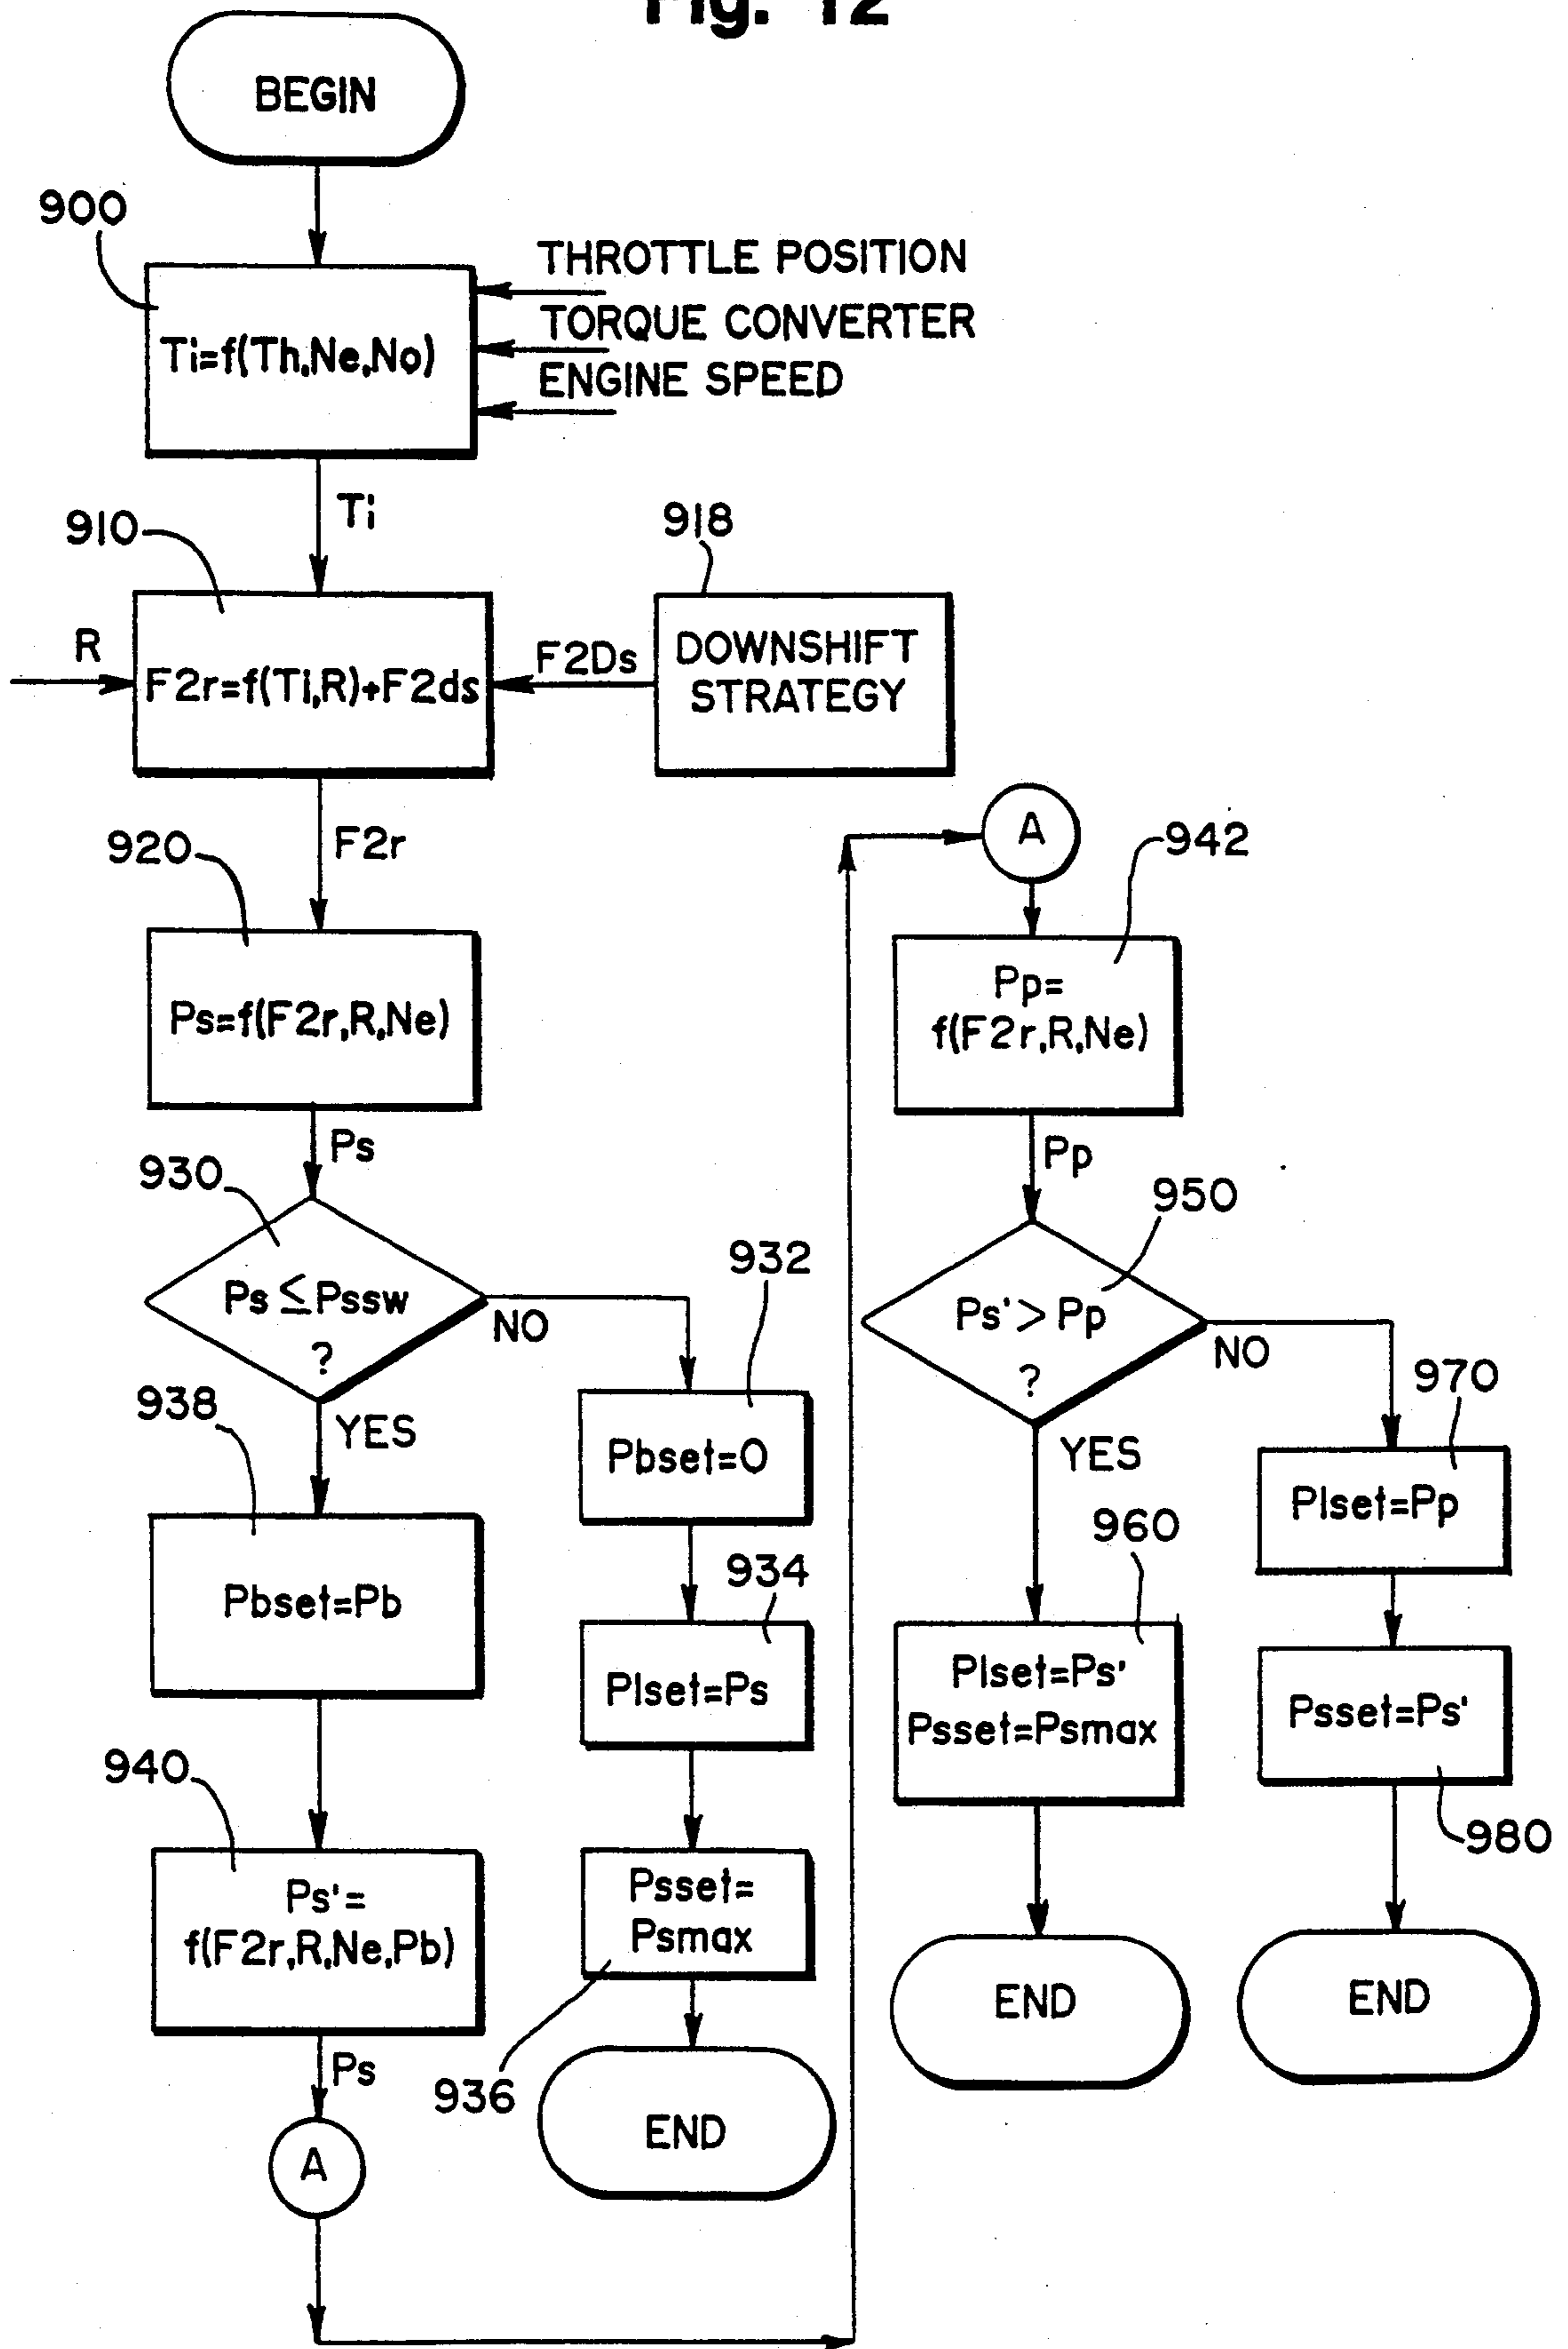 Fig. 12
BEGIN
900
THROTTLE POSITION
Ti=f(Th,Ne,No)
TORQUE CONVERTER
ENGINE SPEED
Ti
910
918
R
F2r=f(Ti,R)+F2ds
F2Ds
DOWNSHIFT
STRATEGY
F2r
920
Ps=f(F2r,R,Ne)
Ps
930
Ps≤Pssw
?
NO
YES
932
Pbset=0
934
Plset=Ps
Psset=
Psmax
936
END
938
Pbset=Pb
940
Ps'=
f(F2r,R,Ne,Pb)
Ps
A
A
942
Pp=
f(F2r,R,Ne)
Pp
950
Ps'>Pp
?
NO
YES
960
Plset=Ps'
Psset=Psmax
END
970
Plset=Pp
Psset=Ps'
980
END